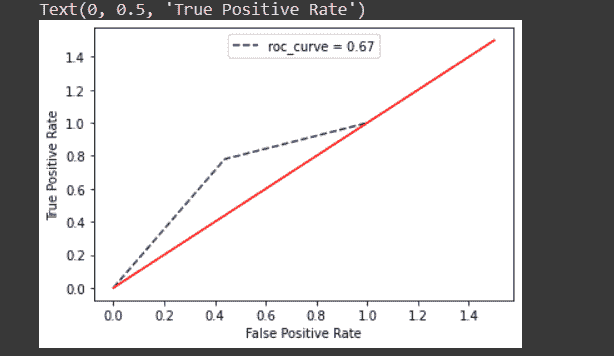 Text(0, 0.5, 'True Positive Rate')
roc_curve = 0.67
True Positive Rate
1.4
1.2
1.0
0.8
0.6
0.4
0.2
0.0
0.0 0.2 0.4 0.6 0.8 1.0 1.2 1.4
False Positive Rate